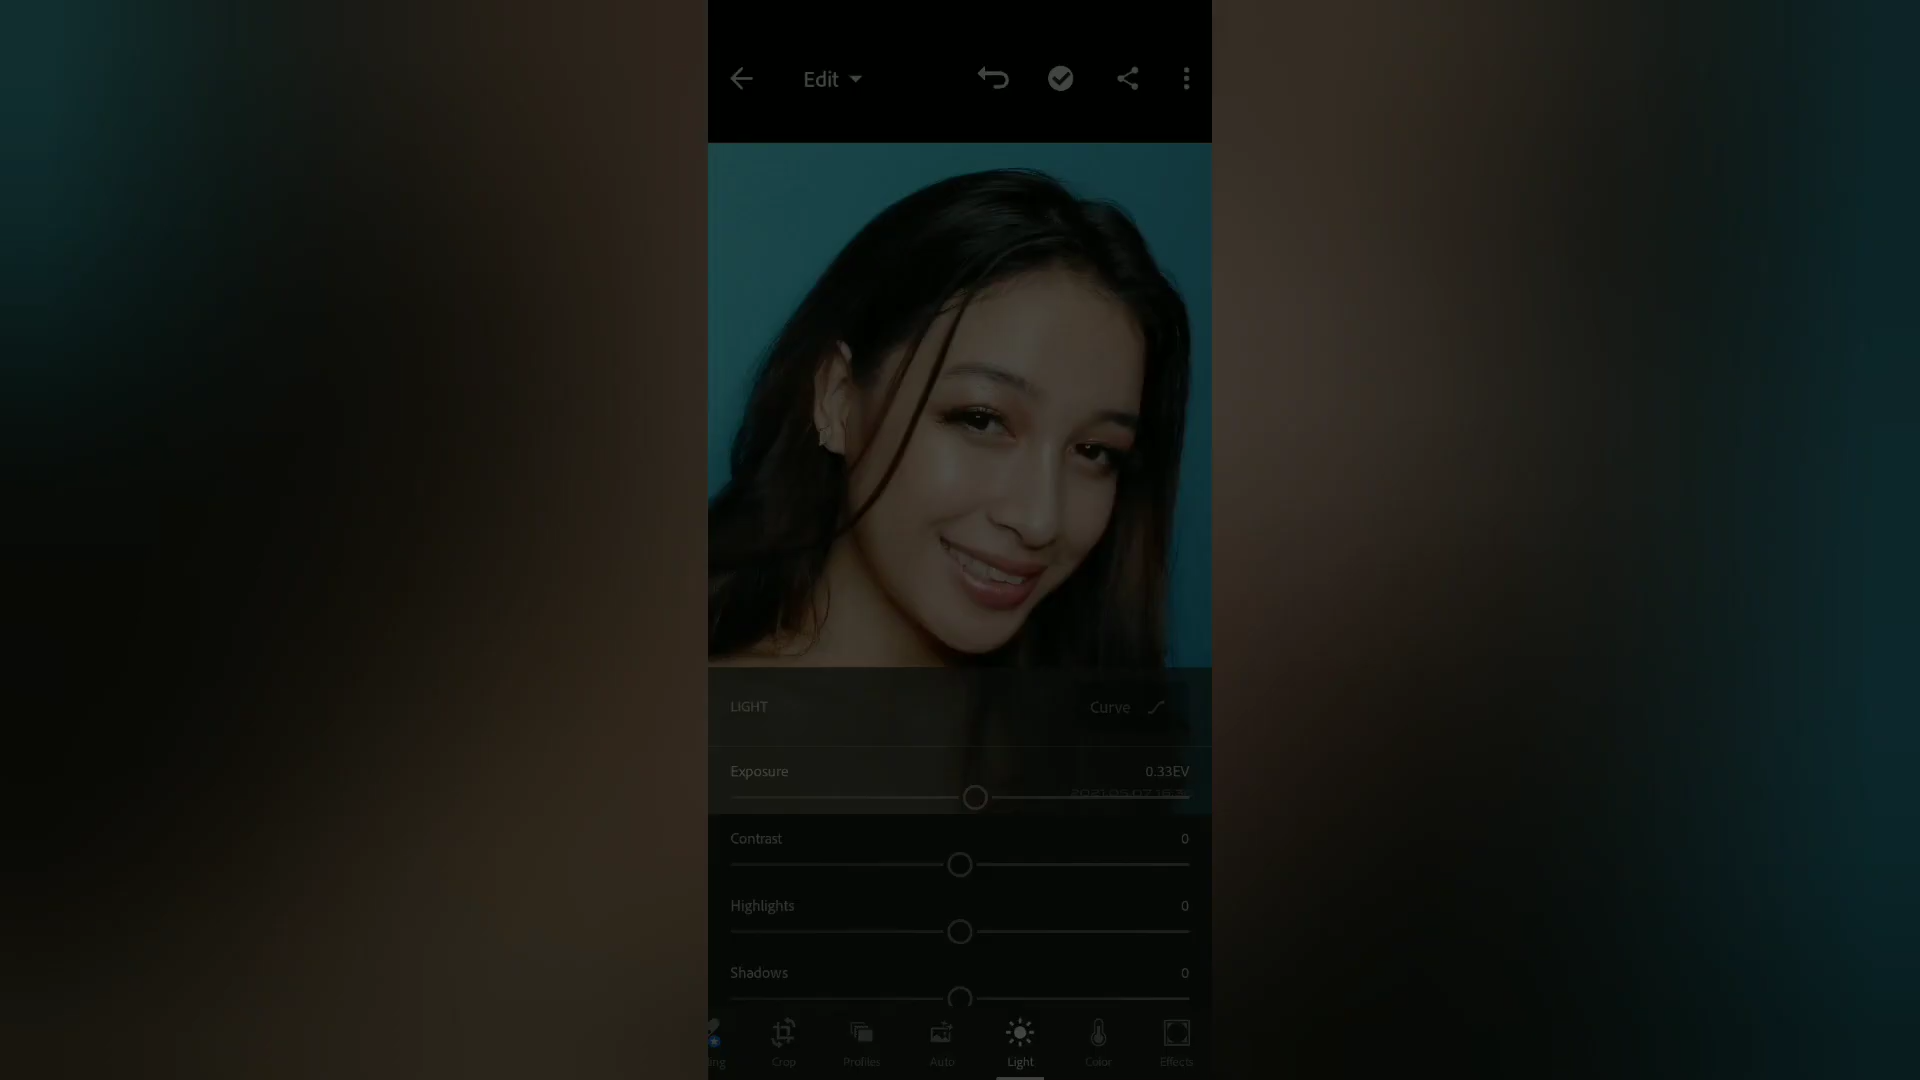 Edit
LIGHT
Curve
Exposure
0.33EV
Contrast
0
Highlights
0
Shadows
0
Crop
Profiles
Auto
Light
Color
Effects